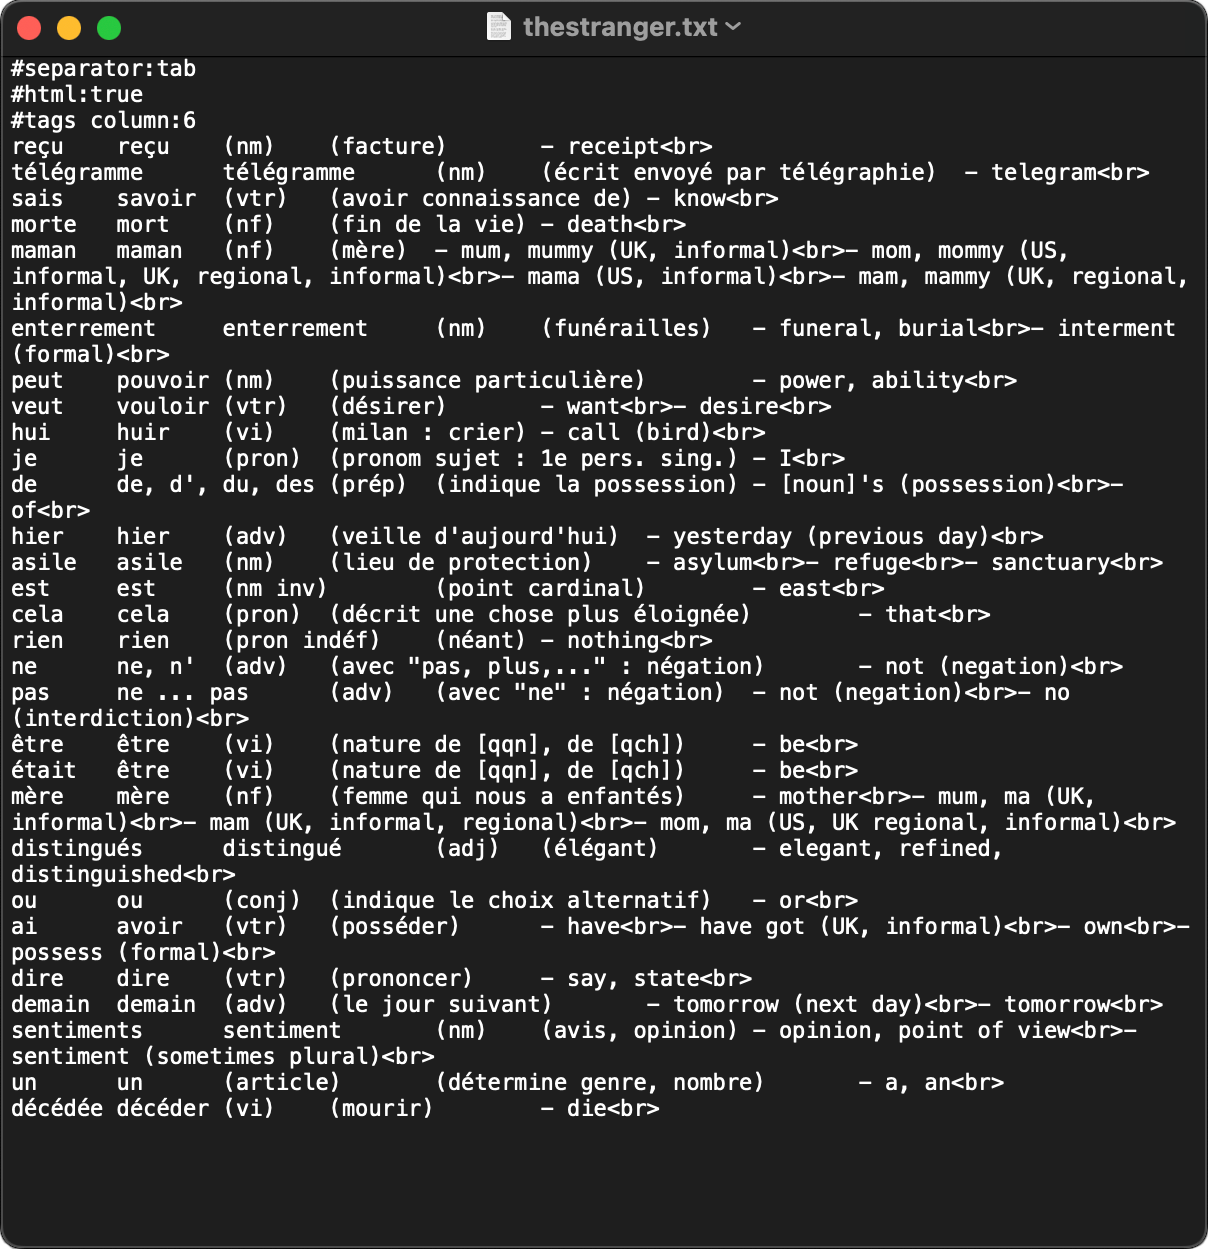 thestranger.txt
#separator:tab
#html:true
#tags column:6
reçu	reçu	(nm)	(facture)	- receipt<br>
télégramme	télégramme	(nm)	(écrit envoyé par télégraphie)	- telegram<br>
sais	savoir	(vtr)	(avoir connaissance de)	- know<br>
morte	mort	(nf)	(fin de la vie)	- death<br>
maman	maman	(nf)	(mère)	- mum, mummy (UK, informal)<br>- mom, mommy (US,
informal, UK, regional, informal)<br>- mama (US, informal)<br>- mam, mammy (UK, regional,
informal)<br>
enterrement	enterrement	(nm)	(funérailles)	- funeral, burial<br>- interment
(formal)<br>
peut	pouvoir	(nm)	(puissance particulière)	- power, ability<br>
veut	vouloir	(vtr)	(désirer)	- want<br>- desire<br>
hui	huir	(vi)	(milan : crier)	- call (bird)<br>
je	je	(pron)	(pronom sujet : 1e pers. sing.)	- I<br>
de	de, d', du, des	(prép)	(indique la possession)	- [noun]'s (possession)<br>-
of<br>
hier	hier	(adv)	(veille d'aujourd'hui)	- yesterday (previous day)<br>
asile	asile	(nm)	(lieu de protection)	- asylum<br>- refuge<br>- sanctuary<br>
est	est	(nm inv)	(point cardinal)	- east<br>
cela	cela	(pron)	(décrit une chose plus éloignée)	- that<br>
rien	rien	(pron indéf)	(néant)	- nothing<br>
ne	ne, n'	(adv)	(avec "pas, plus,..." : négation)	- not (negation)<br>
pas	ne ... pas	(adv)	(avec "ne" : négation)	- not (negation)<br>- no
(interdiction)<br>
être	être	(vi)	(nature de [qqn], de [qch])	- be<br>
était	être	(vi)	(nature de [qqn], de [qch])	- be<br>
mère	mère	(nf)	(femme qui nous a enfantés)	- mother<br>- mum, ma (UK,
informal)<br>- mam (UK, informal, regional)<br>- mom, ma (US, UK regional, informal)<br>
distingués	distingué	(adj)	(élégant)	- elegant, refined,
distinguished<br>
ou	ou	(conj)	(indique le choix alternatif)	- or<br>
ai	avoir	(vtr)	(posséder)	- have<br>- have got (UK, informal)<br>- own<br>-
possess (formal)<br>
dire	dire	(vtr)	(prononcer)	- say, state<br>
demain	demain	(adv)	(le jour suivant)	- tomorrow (next day)<br>- tomorrow<br>
sentiments	sentiment	(nm)	(avis, opinion)	- opinion, point of view<br>-
sentiment (sometimes plural)<br>
un	un	(article)	(détermine genre, nombre)	- a, an<br>
décédée	décéder	(vi)	(mourir)	- die<br>